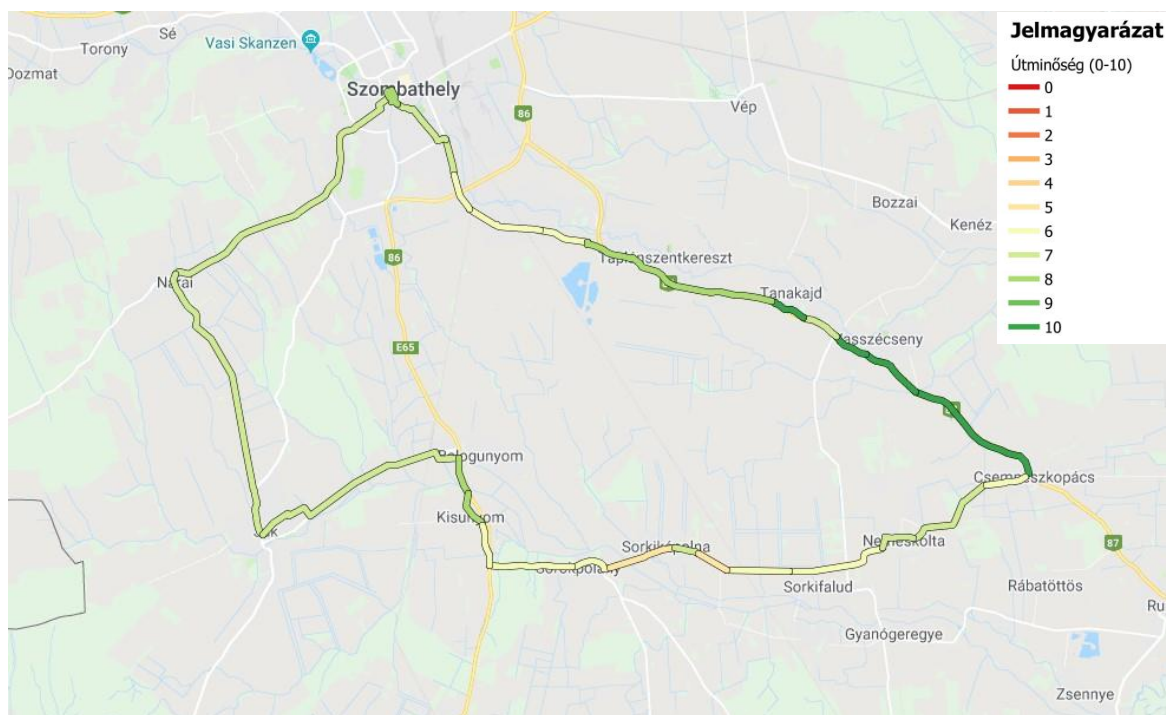 Jelmagyarázat
Útminőség (0-10)
0
1
2
3
4
5
6
7
8
9
10
Sé
Torony
Dozmat
Vasi Skanzen
Szombathely
86
Vép
Bozzai
Kenéz
Táplánszentkereszt
86
Nárai
Tanakajd
E65
Vasszécseny
Balogunyom
Csempeszkopács
Kisunyom
87
Sorkifalud
Rábatöttös
Ru
Gyanógeregye
Zsennye